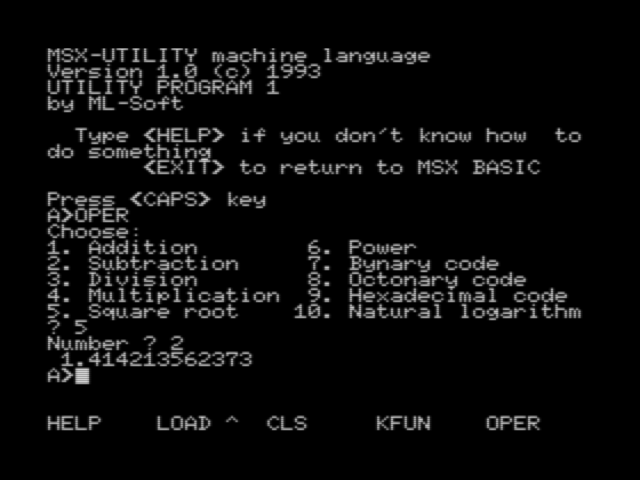 MSX-UTILITY machine language
Version 1.0 (c) 1993
UTILITY PROGRAM 1
by ML-Soft
Type <HELP> if you don't know how  to
do something
<EXIT> to return to MSX BASIC
Press <CAPS> key
A>OPER
Choose:
1. Addition 6. Power
2. Subtraction 7. Bynary code
3. Division 8. Octonary code
4. Multiplication 9. Hexadecimal code
5. Square root 10. Natural logarithm
? 5
Number ? 2
1.414213562373
A>
HELP LOAD ^ CLS KFUN OPER